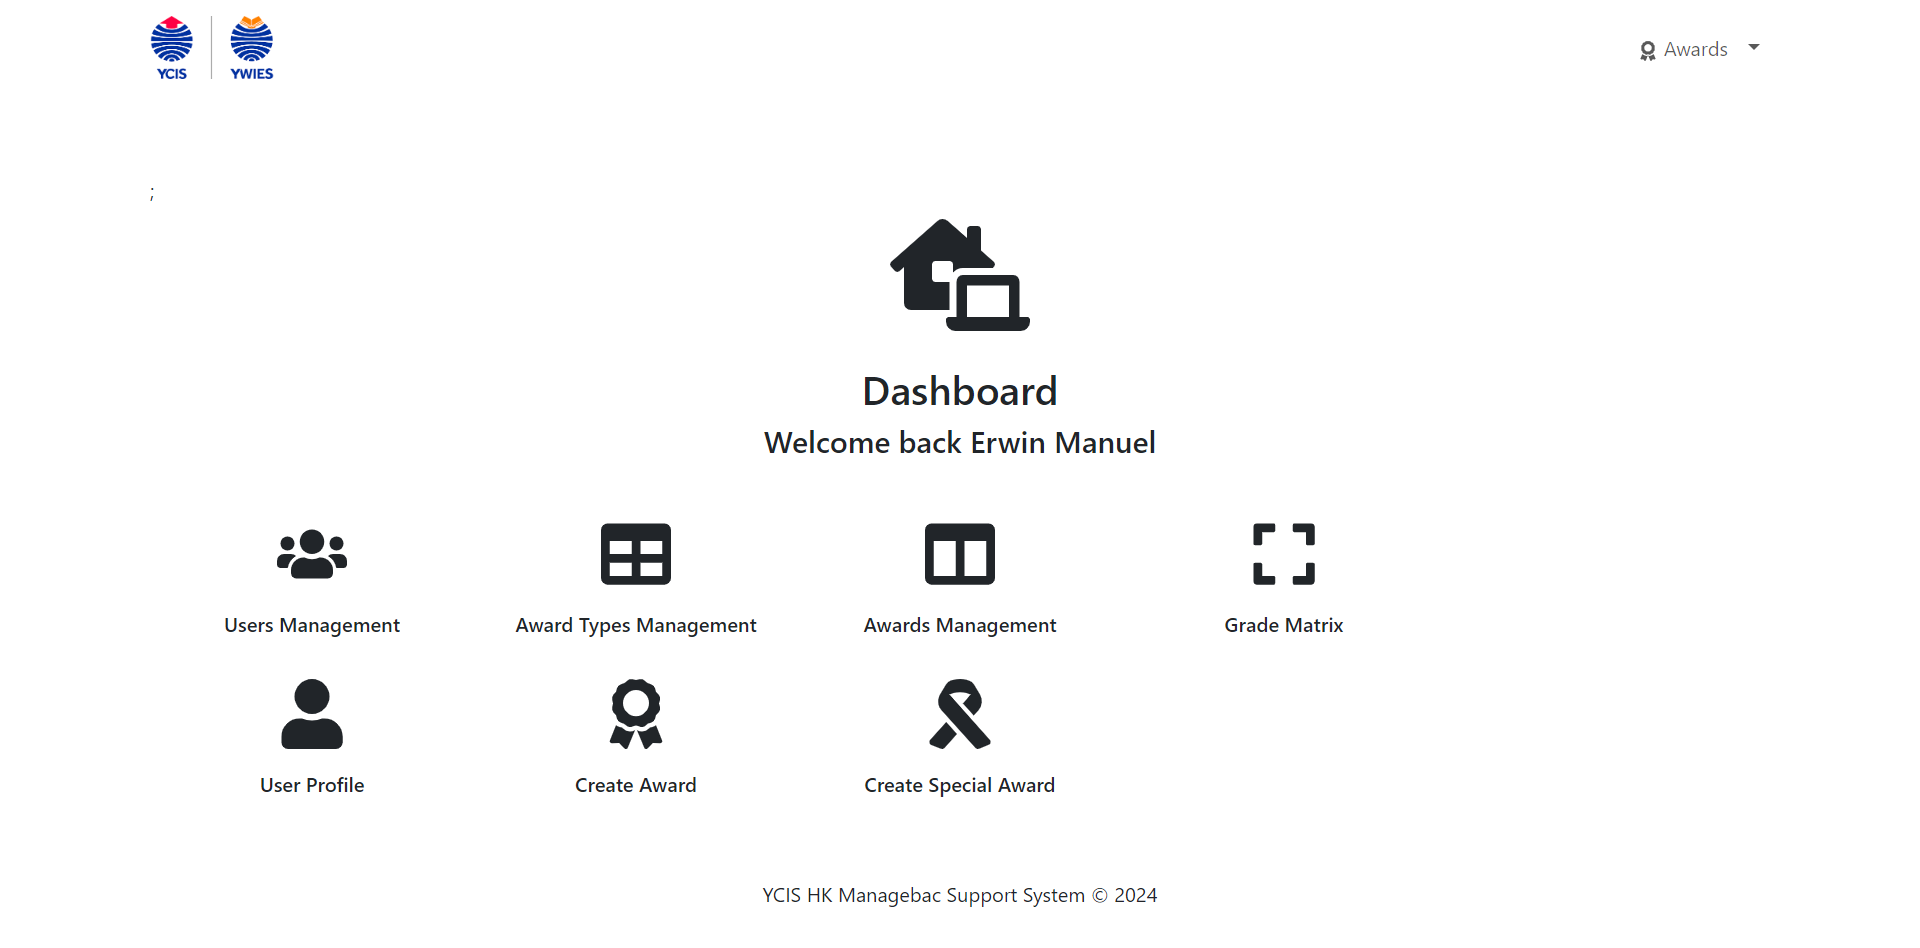 YCIS YWIES
Awards
;
Dashboard
Welcome back Erwin Manuel
Users Management
Award Types Management
Awards Management
Grade Matrix
User Profile
Create Award
Create Special Award
YCIS HK Managebac Support System © 2024